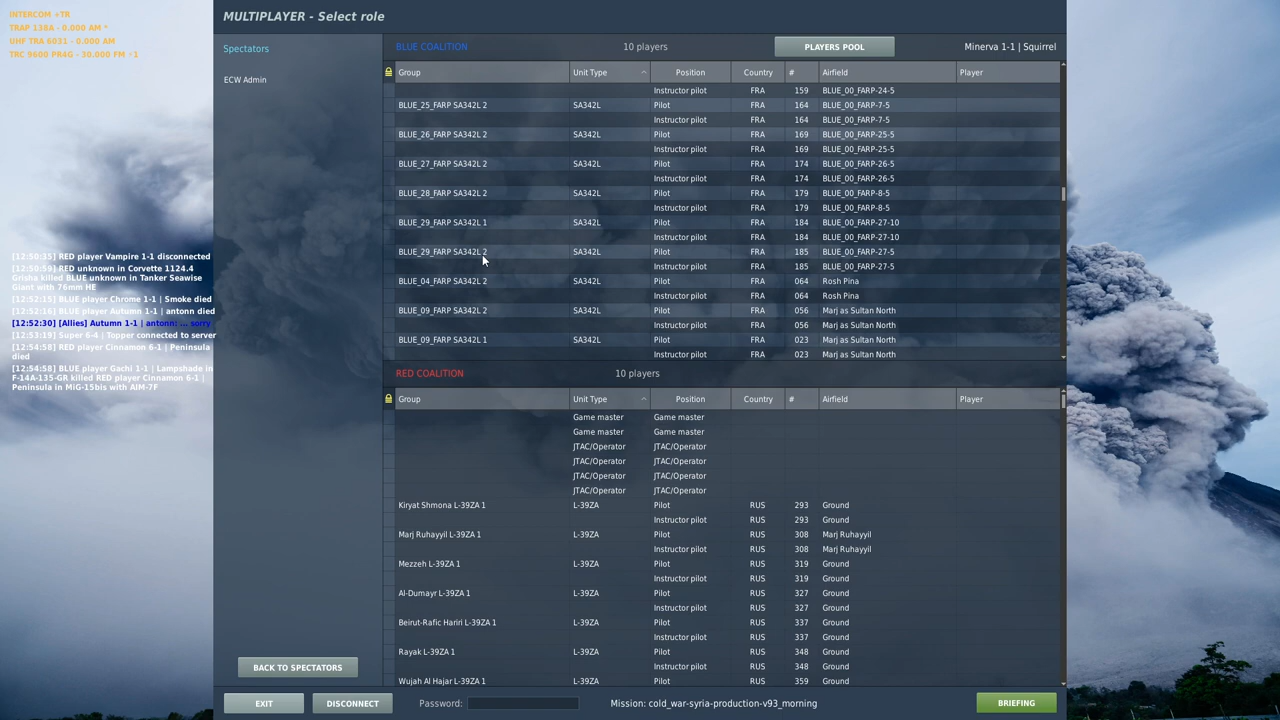 INTERCOM +TR
TRAP 138A - 0.000 AM *
UHF TRA 6031 - 0.000 AM
TRC 9600 PR4G - 30.000 FM *1
MULTIPLAYER - Select role
Spectators
ECW Admin
BLUE COALITION 10 players PLAYERS POOL Minerva 1-1 | Squirrel
Group Unit Type Position Country # Airfield Player
Instructor pilot FRA 159 BLUE_00_FARP-24-5
BLUE_25_FARP SA342L 2 SA342L Pilot FRA 164 BLUE_00_FARP-7-5
Instructor pilot FRA 164 BLUE_00_FARP-7-5
BLUE_26_FARP SA342L 2 SA342L Pilot FRA 169 BLUE_00_FARP-25-5
Instructor pilot FRA 169 BLUE_00_FARP-25-5
BLUE_27_FARP SA342L 2 SA342L Pilot FRA 174 BLUE_00_FARP-26-5
Instructor pilot FRA 174 BLUE_00_FARP-26-5
BLUE_28_FARP SA342L 2 SA342L Pilot FRA 179 BLUE_00_FARP-8-5
Instructor pilot FRA 179 BLUE_00_FARP-8-5
BLUE_29_FARP SA342L 1 SA342L Pilot FRA 184 BLUE_00_FARP-27-10
Instructor pilot FRA 184 BLUE_00_FARP-27-10
BLUE_29_FARP SA342L 2 SA342L Pilot FRA 185 BLUE_00_FARP-27-5
Instructor pilot FRA 185 BLUE_00_FARP-27-5
BLUE_04_FARP SA342L 2 SA342L Pilot FRA 064 Rosh Pina
Instructor pilot FRA 064 Rosh Pina
BLUE_09_FARP SA342L 2 SA342L Pilot FRA 056 Marj as Sultan North
Instructor pilot FRA 056 Marj as Sultan North
BLUE_09_FARP SA342L 1 SA342L Pilot FRA 023 Marj as Sultan North
Instructor pilot FRA 023 Marj as Sultan North
[12:50:35] RED player Vampire 1-1 disconnected
[12:50:59] RED unknown in Corvette 1124.4
Grisha killed BLUE unknown in Tanker Seawise
Giant with 76mm HE
[12:52:15] BLUE player Chrome 1-1 | Smoke died
[12:52:16] BLUE player Autumn 1-1 | antonn died
[12:52:30] [Allies] Autumn 1-1 | antonn: ... sorry
[12:53:19] Super 6-4 | Topper connected to server
[12:54:58] RED player Cinnamon 6-1 | Peninsula
died
[12:54:58] BLUE player Gachi 1-1 | Lampshade in
F-14A-135-GR killed RED player Cinnamon 6-1 |
Peninsula in MiG-15bis with AIM-7F
RED COALITION 10 players
Group Unit Type Position Country # Airfield Player
Game master Game master
Game master Game master
JTAC/Operator JTAC/Operator
JTAC/Operator JTAC/Operator
JTAC/Operator JTAC/Operator
JTAC/Operator JTAC/Operator
Kiryat Shmona L-39ZA 1 L-39ZA Pilot RUS 293 Ground
Instructor pilot RUS 293 Ground
Marj Ruhayyil L-39ZA 1 L-39ZA Pilot RUS 308 Marj Ruhayyil
Instructor pilot RUS 308 Marj Ruhayyil
Mezzeh L-39ZA 1 L-39ZA Pilot RUS 319 Ground
Instructor pilot RUS 319 Ground
Al-Dumayr L-39ZA 1 L-39ZA Pilot RUS 327 Ground
Instructor pilot RUS 327 Ground
Beirut-Rafic Hariri L-39ZA 1 L-39ZA Pilot RUS 337 Ground
Instructor pilot RUS 337 Ground
Rayak L-39ZA 1 L-39ZA Pilot RUS 348 Ground
Instructor pilot RUS 348 Ground
Wujah Al Hajar L-39ZA 1 L-39ZA Pilot RUS 359 Ground
BACK TO SPECTATORS
EXIT DISCONNECT Password: Mission: cold_war-syria-production-v93_morning BRIEFING